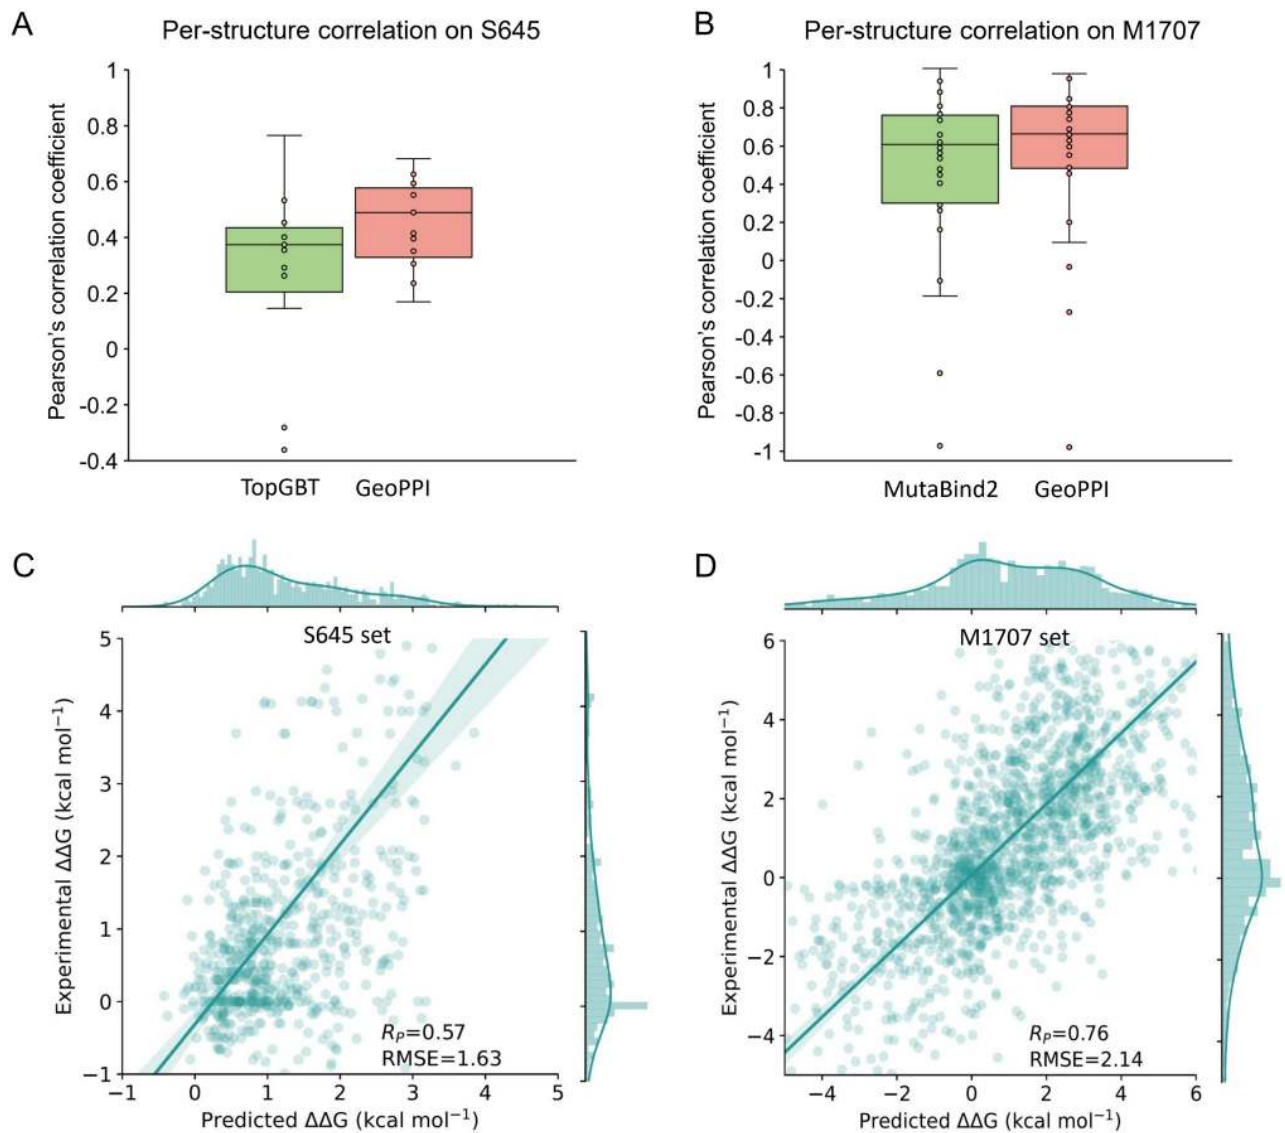 A
Per-structure correlation on S645
Pearson's correlation coefficient
1
0.8
0.6
0.4
0.2
0
-0.2
-0.4
TopGBT
GeoPPI
B
Per-structure correlation on M1707
Pearson's correlation coefficient
1
0.8
0.6
0.4
0.2
0
-0.2
-0.4
-0.6
-0.8
-1
MutaBind2
GeoPPI
C
S645 set
Experimental ΔΔG (kcal mol⁻¹)
5
4
3
2
1
0
−1
R_P=0.57
RMSE=1.63
−1 0 1 2 3 4 5
Predicted ΔΔG (kcal mol⁻¹)
D
M1707 set
Experimental ΔΔG (kcal mol⁻¹)
6
4
2
0
−2
−4
R_P=0.76
RMSE=2.14
−4 −2 0 2 4 6
Predicted ΔΔG (kcal mol⁻¹)